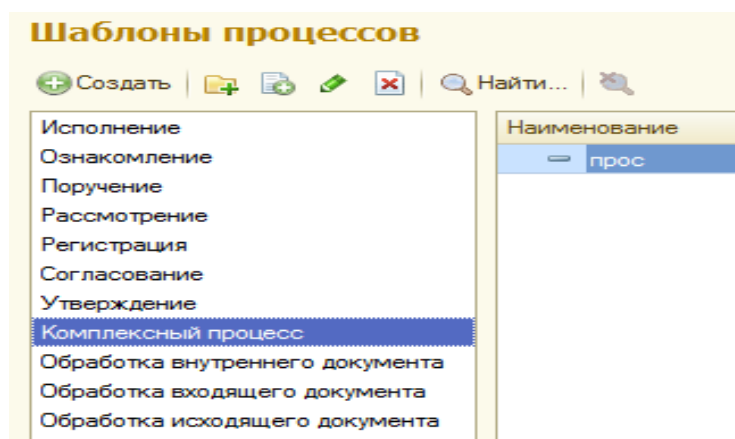 Шаблоны процессов
Создать Найти...
Исполнение
Ознакомление
Поручение
Рассмотрение
Регистрация
Согласование
Утверждение
Комплексный процесс
Обработка внутреннего документа
Обработка входящего документа
Обработка исходящего документа
Наименование
прос